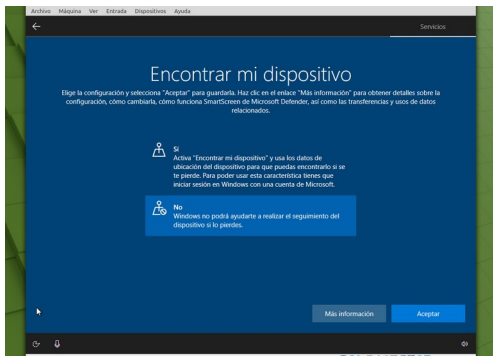 Archivo Máquina Ver Entrada Dispositivos Ayuda
Servicios
Encontrar mi dispositivo
Elige la configuración y selecciona "Aceptar" para guardarla. Haz clic en el enlace "Más información" para obtener detalles sobre la
configuración, cómo cambiarla, cómo funciona SmartScreen de Microsoft Defender, así como las transferencias y usos de datos
relacionados.
Sí
Activa "Encontrar mi dispositivo" y usa los datos de
ubicación del dispositivo para que puedas encontrarlo si se
te pierde. Para poder usar esta característica tienes que
iniciar sesión en Windows con una cuenta de Microsoft.
No
Windows no podrá ayudarte a realizar el seguimiento del
dispositivo si lo pierdes.
Más información
Aceptar